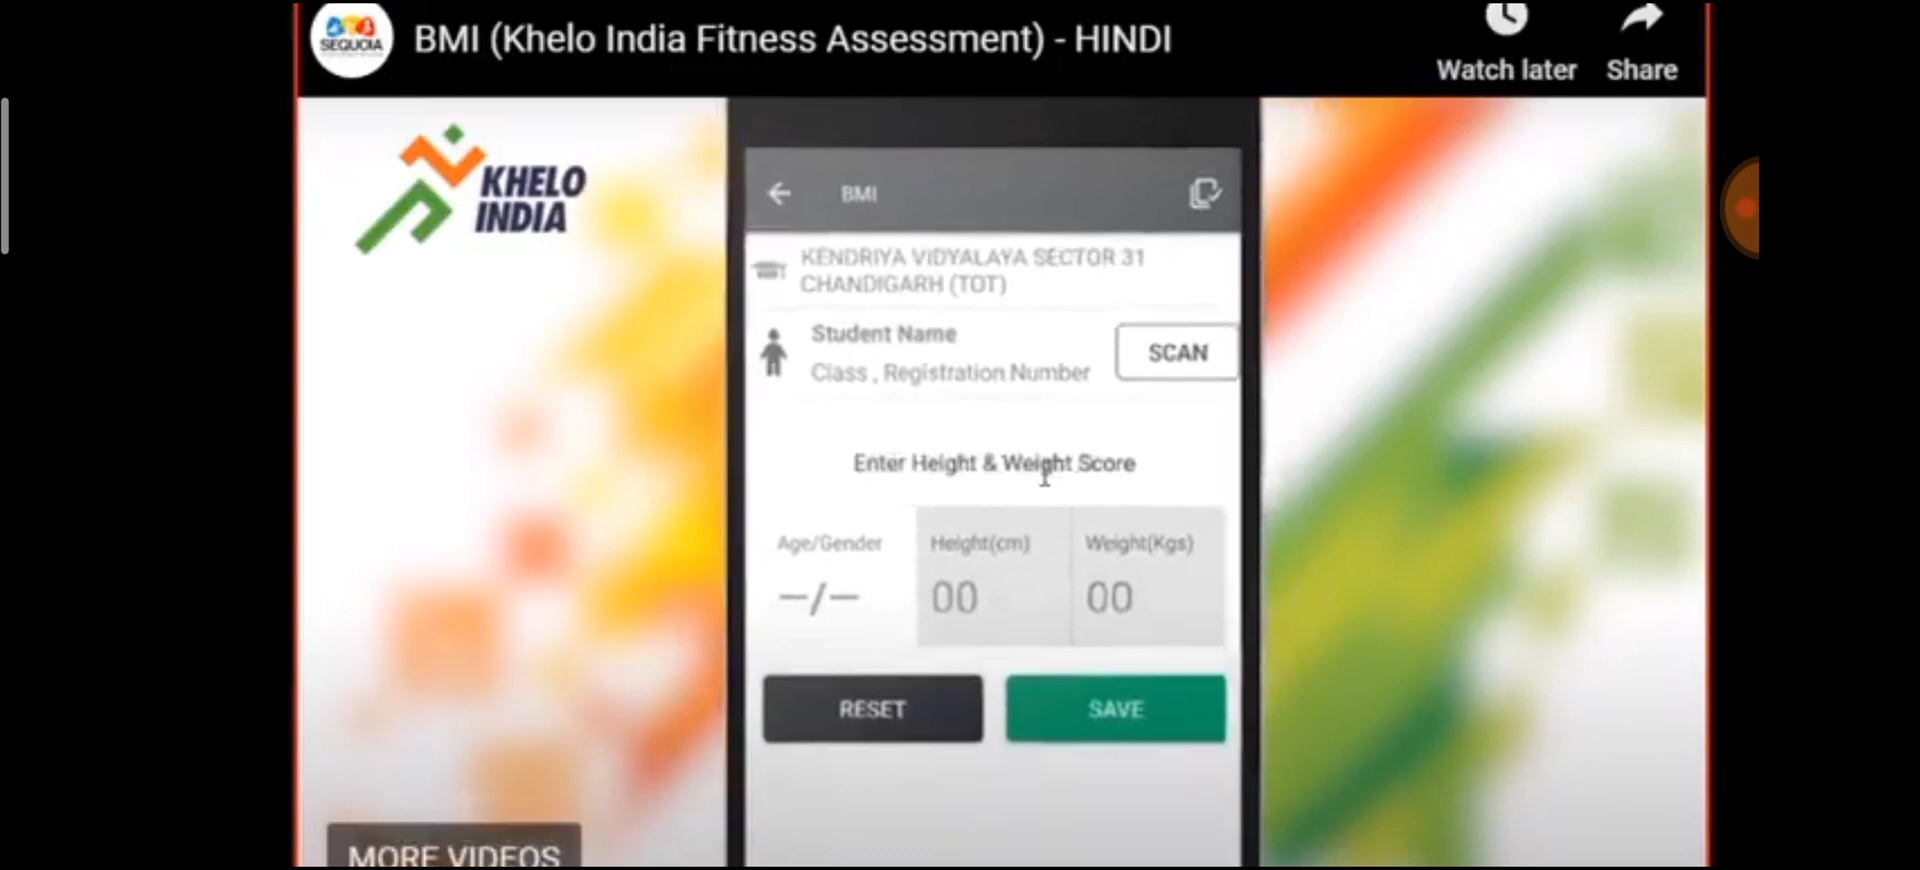 SEQUOIA
BMI (Khelo India Fitness Assessment) - HINDI
Watch later
Share
KHELO
INDIA
BMI
KENDRIYA VIDYALAYA SECTOR 31
CHANDIGARH (TOT)
Student Name
Class , Registration Number
SCAN
Enter Height & Weight Score
Age/Gender
Height(cm)
Weight(Kgs)
–/–
00
00
RESET
SAVE
MORE VIDEOS